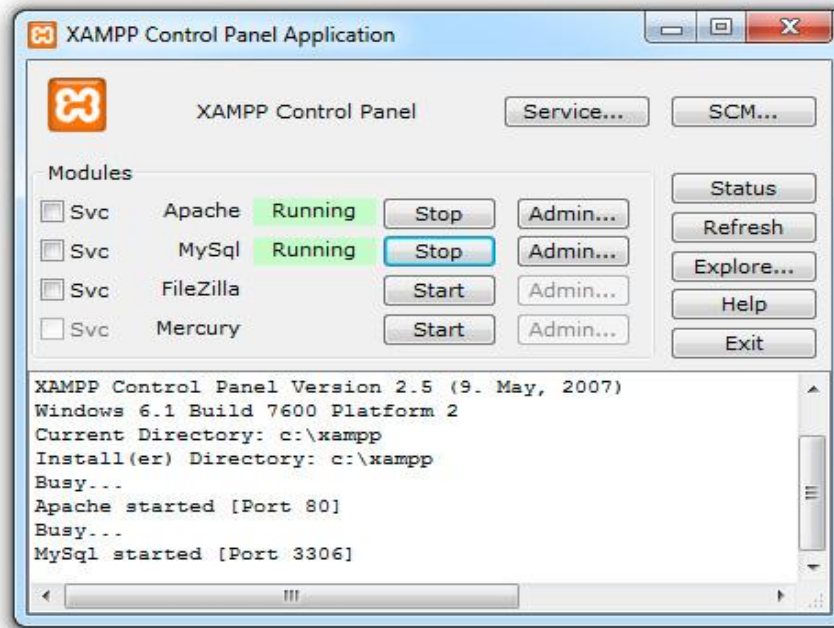 XAMPP Control Panel Application
XAMPP Control Panel Service... SCM...
Modules
Svc Apache Running Stop Admin...
Svc MySql Running Stop Admin...
Svc FileZilla Start Admin...
Svc Mercury Start Admin...
Status
Refresh
Explore...
Help
Exit
XAMPP Control Panel Version 2.5 (9. May, 2007)
Windows 6.1 Build 7600 Platform 2
Current Directory: c:\xampp
Install(er) Directory: c:\xampp
Busy...
Apache started [Port 80]
Busy...
MySql started [Port 3306]